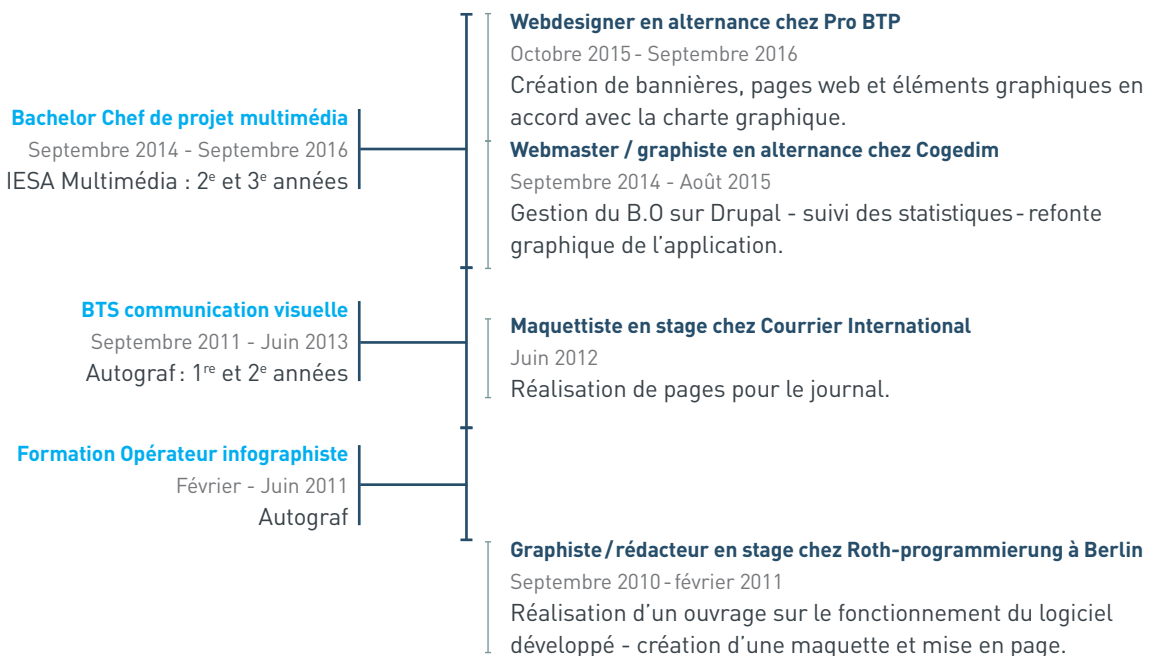 Webdesigner en alternance chez Pro BTP
Octobre 2015 - Septembre 2016
Création de bannières, pages web et éléments graphiques en
accord avec la charte graphique.
Bachelor Chef de projet multimédia
Septembre 2014 - Septembre 2016
IESA Multimédia : 2e et 3e années
Webmaster / graphiste en alternance chez Cogedim
Septembre 2014 - Août 2015
Gestion du B.O sur Drupal - suivi des statistiques - refonte
graphique de l’application.
BTS communication visuelle
Septembre 2011 - Juin 2013
Autograf : 1re et 2e années
Maquettiste en stage chez Courrier International
Juin 2012
Réalisation de pages pour le journal.
Formation Opérateur infographiste
Février - Juin 2011
Autograf
Graphiste / rédacteur en stage chez Roth-programmierung à Berlin
Septembre 2010 - février 2011
Réalisation d’un ouvrage sur le fonctionnement du logiciel
développé - création d’une maquette et mise en page.